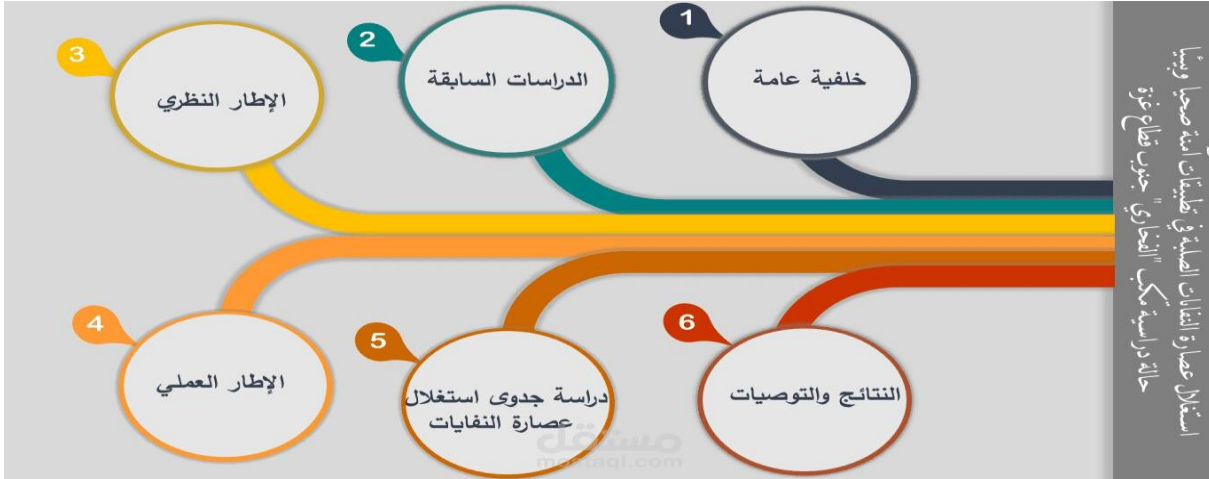 استغلال عصارة النفايات الصلبة في تطبيقات امنة صحيا وبيئيا
حالة دراسية مكب "الفخاري" جنوب قطاع غزة
1
خلفية عامة
2
الدراسات السابقة
3
الإطار النظري
4
الإطار العملي
5
دراسة جدوى استغلال
عصارة النفايات
6
النتائج والتوصيات
مستقل
mostaql.com